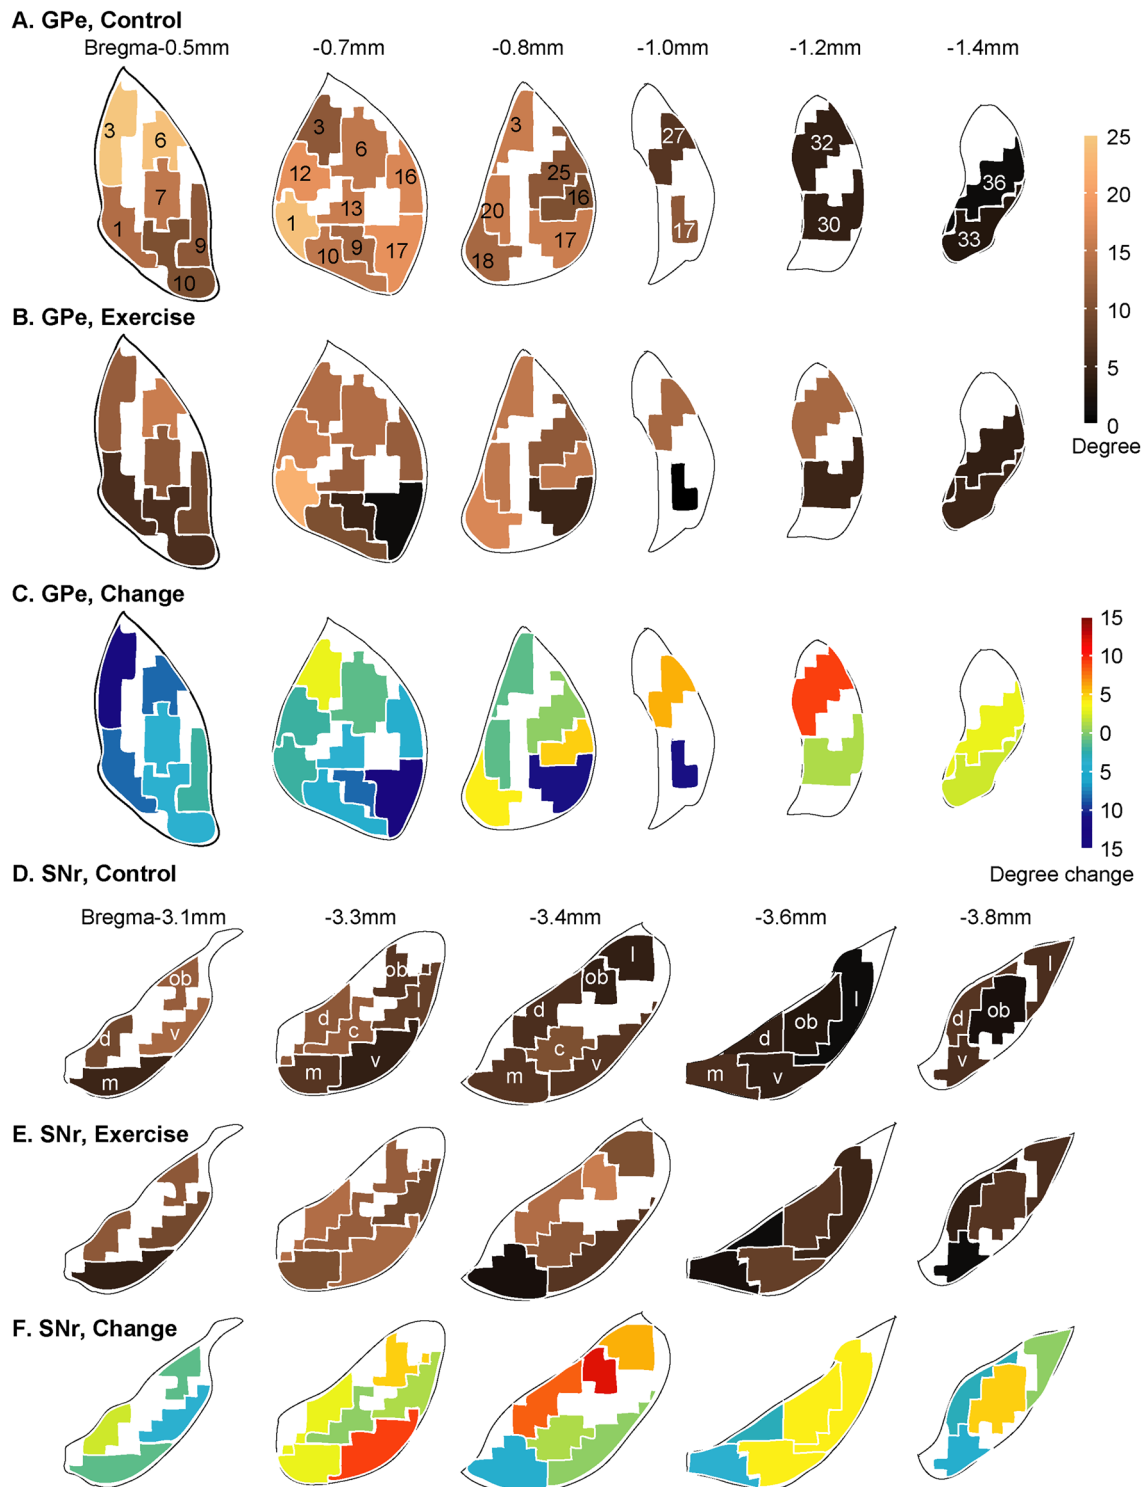 A. GPe, Control
Bregma-0.5mm -0.7mm -0.8mm -1.0mm -1.2mm -1.4mm
3 6 7 1 9 10
3 6 12 16 13 1 10 9 17
3 25 16 20 17 18
27 17
32 30
36 33
25
20
15
10
5
0
Degree
B. GPe, Exercise
C. GPe, Change
15
10
5
0
5
10
15
Degree change
D. SNr, Control
Bregma-3.1mm -3.3mm -3.4mm -3.6mm -3.8mm
ob d v m
ob l d c v m
l ob d c v m
l ob d m v
l ob d v
E. SNr, Exercise
F. SNr, Change